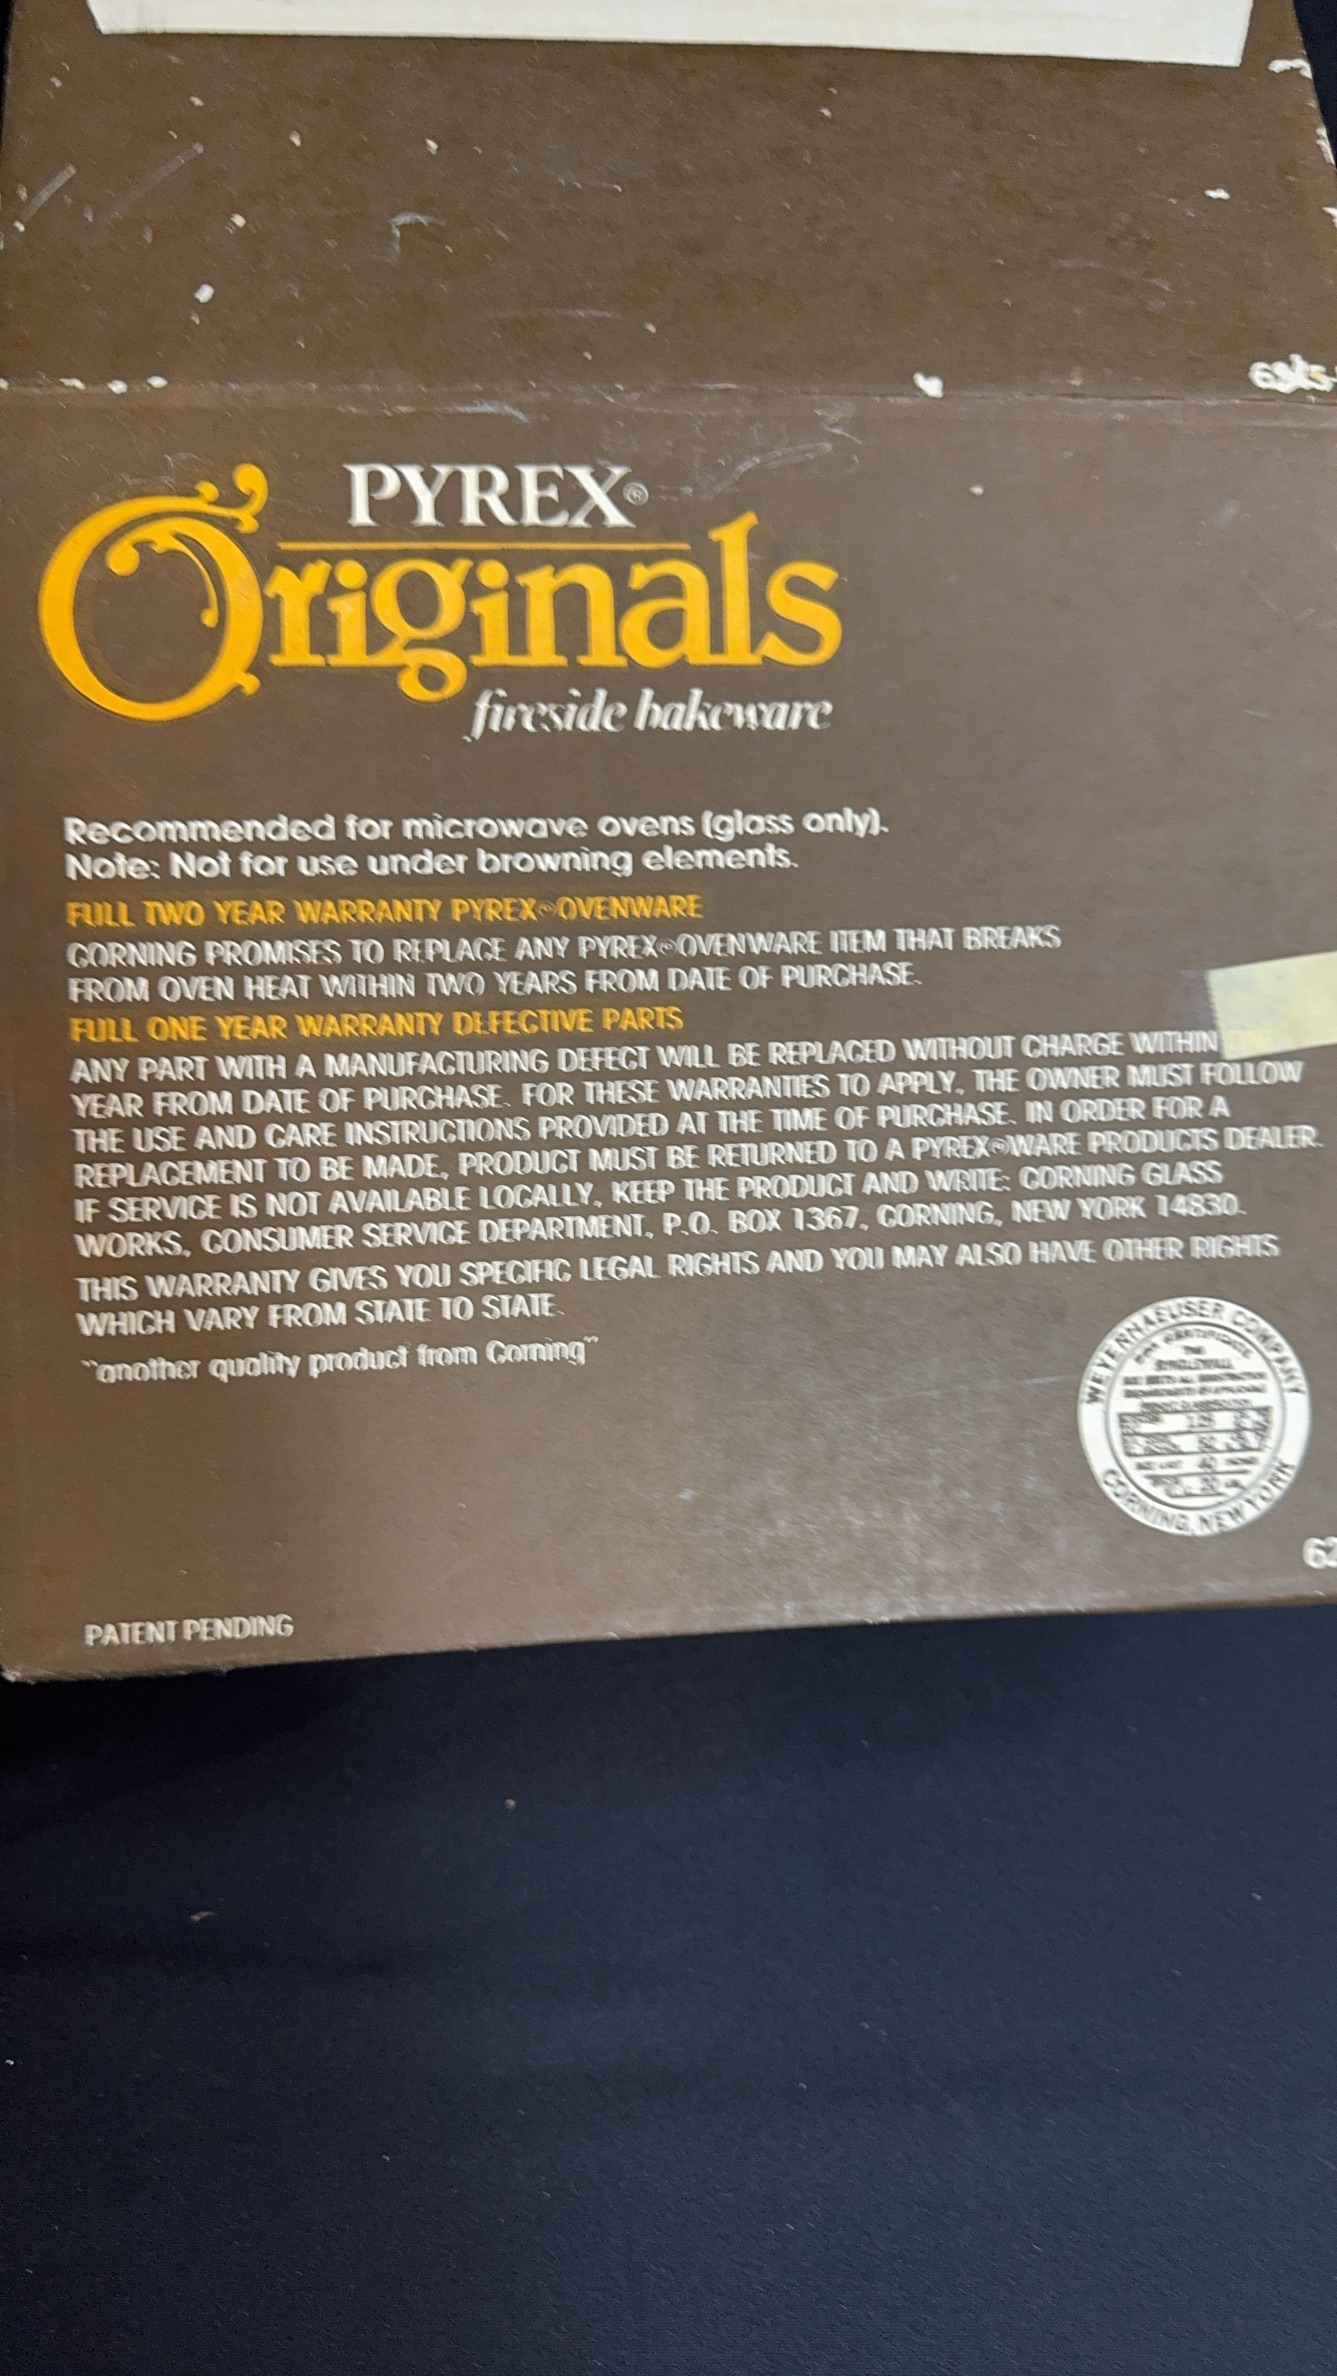 PYREX®
Originals
fireside bakeware
Recommended for microwave ovens (glass only).
Note: Not for use under browning elements.
FULL TWO YEAR WARRANTY PYREX® OVENWARE
CORNING PROMISES TO REPLACE ANY PYREX® OVENWARE ITEM THAT BREAKS
FROM OVEN HEAT WITHIN TWO YEARS FROM DATE OF PURCHASE.
FULL ONE YEAR WARRANTY DEFECTIVE PARTS
ANY PART WITH A MANUFACTURING DEFECT WILL BE REPLACED WITHOUT CHARGE WITHIN
YEAR FROM DATE OF PURCHASE. FOR THESE WARRANTIES TO APPLY, THE OWNER MUST FOLLOW
THE USE AND CARE INSTRUCTIONS PROVIDED AT THE TIME OF PURCHASE. IN ORDER FOR A
REPLACEMENT TO BE MADE, PRODUCT MUST BE RETURNED TO A PYREX® WARE PRODUCTS DEALER.
IF SERVICE IS NOT AVAILABLE LOCALLY, KEEP THE PRODUCT AND WRITE: CORNING GLASS
WORKS, CONSUMER SERVICE DEPARTMENT, P.O. BOX 1367, CORNING, NEW YORK 14830.
THIS WARRANTY GIVES YOU SPECIFIC LEGAL RIGHTS AND YOU MAY ALSO HAVE OTHER RIGHTS
WHICH VARY FROM STATE TO STATE.
"another quality product from Corning"
WEYERHAEUSER COMPANY
CORNING, NEW YORK
62
PATENT PENDING